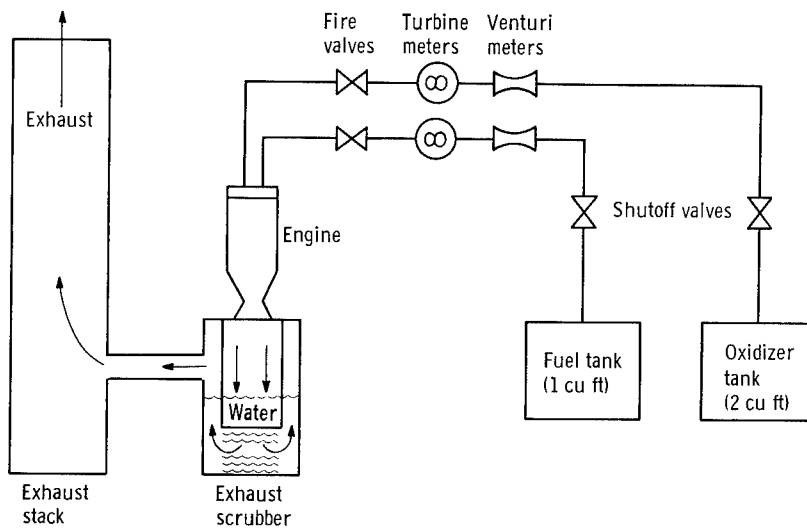 Fire
valves
Turbine
meters
Venturi
meters
Exhaust
Shutoff valves
Engine
Fuel tank
(1 cu ft)
Oxidizer
tank
(2 cu ft)
Water
Exhaust
stack
Exhaust
scrubber